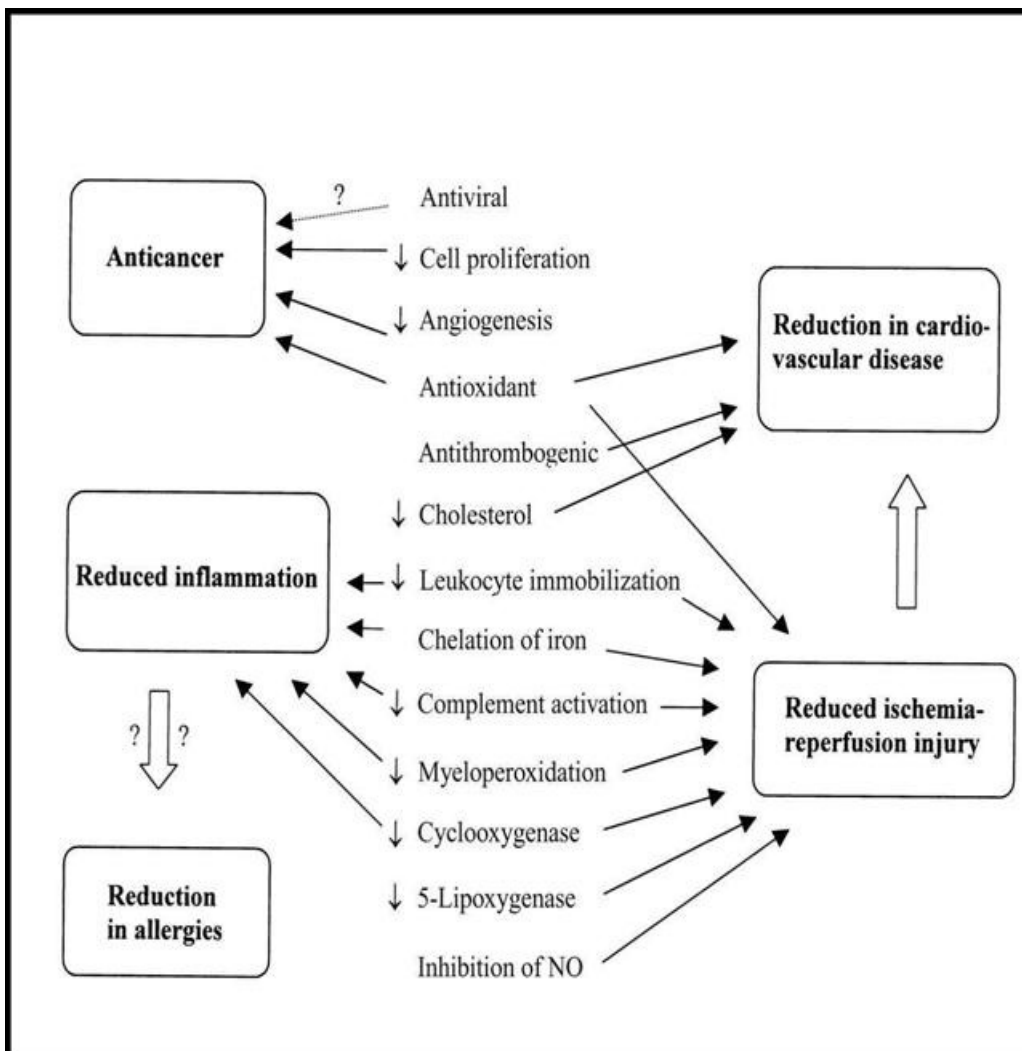 ?
Antiviral
Anticancer
↓ Cell proliferation
↓ Angiogenesis
Antioxidant
Reduction in cardio-
vascular disease
Antithrombogenic
↓ Cholesterol
Reduced inflammation
↓ Leukocyte immobilization
Chelation of iron
↓ Complement activation
Reduced ischemia-
reperfusion injury
? ?
↓ Myeloperoxidation
↓ Cyclooxygenase
Reduction
in allergies
↓ 5-Lipoxygenase
Inhibition of NO